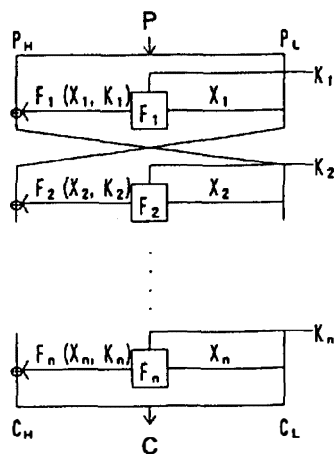 P
P_H P_L
F_1 (X_1, K_1) F_1 X_1 K_1
F_2 (X_2, K_2) F_2 X_2 K_2
F_n (X_n, K_n) F_n X_n K_n
C_H C_L
C